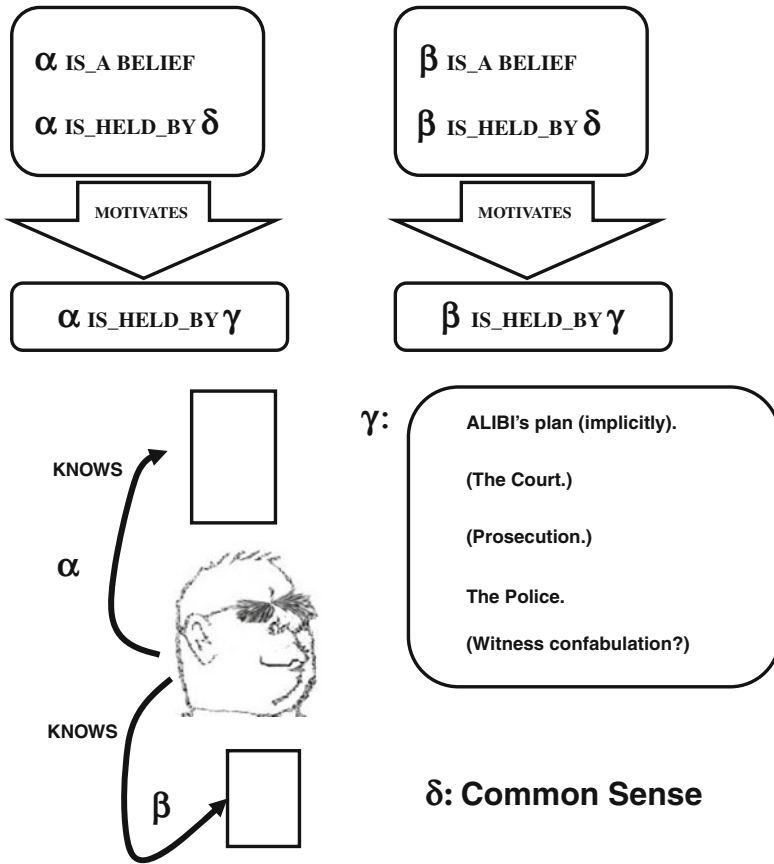 α IS_A BELIEF
α IS_HELD_BY δ
MOTIVATES
α IS_HELD_BY γ
β IS_A BELIEF
β IS_HELD_BY δ
MOTIVATES
β IS_HELD_BY γ
KNOWS
α
KNOWS
β
γ:
ALIBI's plan (implicitly).
(The Court.)
(Prosecution.)
The Police.
(Witness confabulation?)
δ: Common Sense